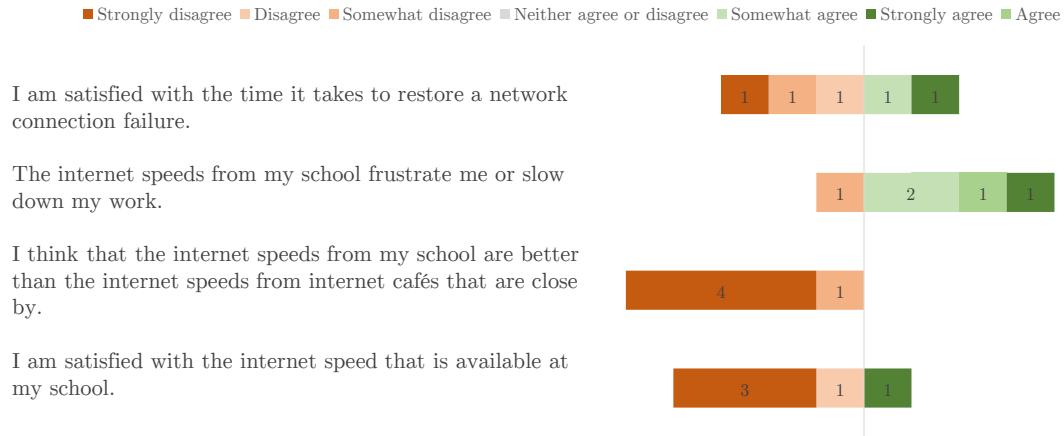 Strongly disagree Disagree Somewhat disagree Neither agree or disagree Somewhat agree Strongly agree Agree
I am satisfied with the time it takes to restore a network
connection failure.
1 1 1 1 1
The internet speeds from my school frustrate me or slow
down my work.
1 2 1 1
I think that the internet speeds from my school are better
than the internet speeds from internet cafés that are close
by.
4 1
I am satisfied with the internet speed that is available at
my school.
3 1 1